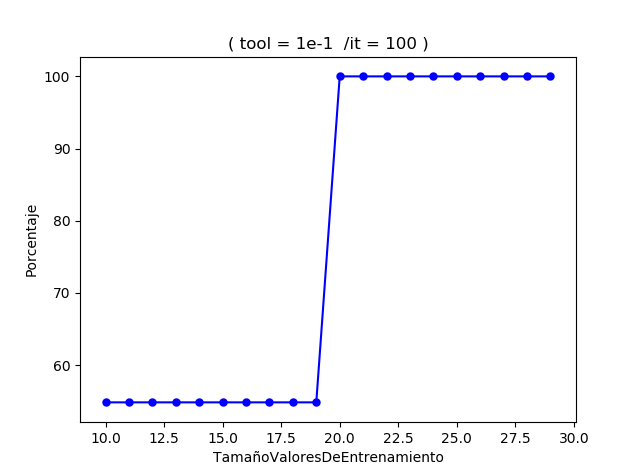 ( tool = 1e-1  /it = 100 )
100
90
80
70
60
Porcentaje
10.0 12.5 15.0 17.5 20.0 22.5 25.0 27.5 30.0
TamañoValoresDeEntrenamiento